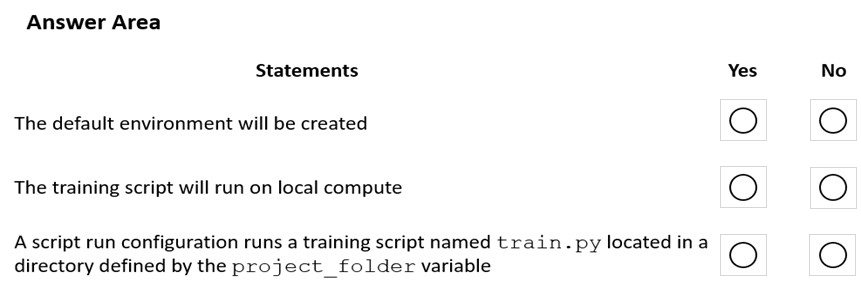 Answer Area
Statements Yes No
The default environment will be created
The training script will run on local compute
A script run configuration runs a training script named train.py located in a
directory defined by the project_folder variable